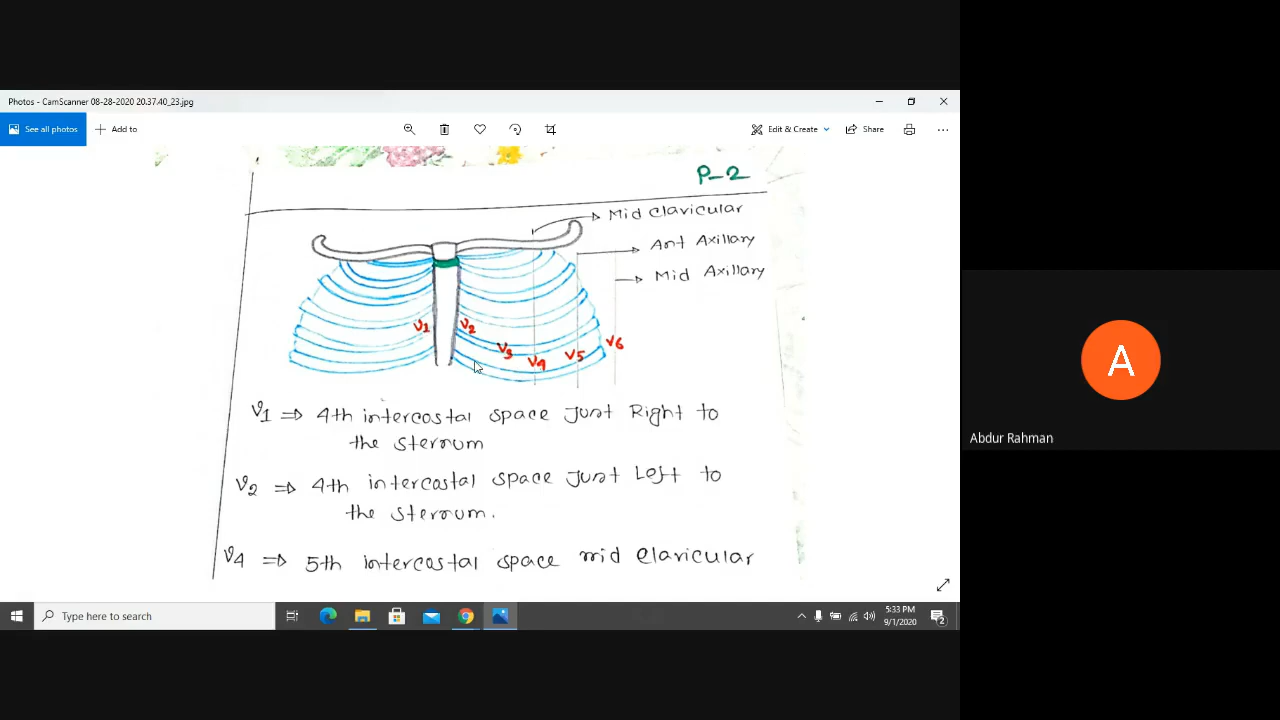 Photos - CamScanner 08-28-2020 20.37.40_23.jpg
See all photos
Add to
Edit & Create
Share
P-2
Mid Clavicular
Ant Axillary
Mid Axillary
V1
V2
V3
V4
V5
V6
V1 ⇒ 4th intercostal space Just Right to
the sternum
V2 ⇒ 4th intercostal space Just Left to
the sternum.
V4 ⇒ 5th intercostal space mid clavicular
A
Abdur Rahman
Type here to search
5:33 PM
9/1/2020
2